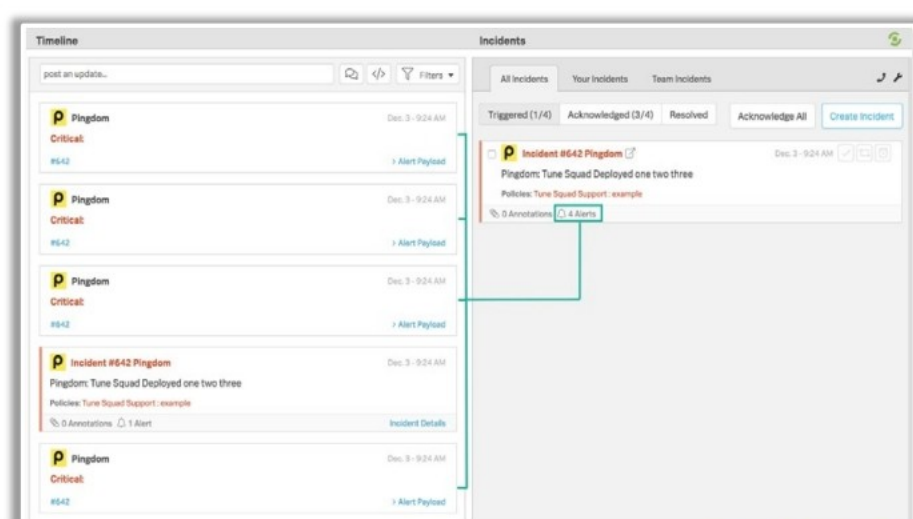 Timeline
post an update...
Filters
Pingdom
Dec. 3 - 9:24 AM
Critical:
#642
> Alert Payload
Pingdom
Dec. 3 - 9:24 AM
Critical:
#642
> Alert Payload
Pingdom
Dec. 3 - 9:24 AM
Critical:
#642
> Alert Payload
Incident #642 Pingdom
Dec. 3 - 9:24 AM
Pingdom: Tune Squad Deployed one two three
Policies: Tune Squad Support : example
0 Annotations 1 Alert
Incident Details
Pingdom
Dec. 3 - 9:24 AM
Critical:
#642
> Alert Payload
Incidents
All Incidents Your Incidents Team Incidents
Triggered (1/4) Acknowledged (3/4) Resolved Acknowledge All Create Incident
Incident #642 Pingdom
Dec. 3 - 9:24 AM
Pingdom: Tune Squad Deployed one two three
Policies: Tune Squad Support : example
0 Annotations 4 Alerts